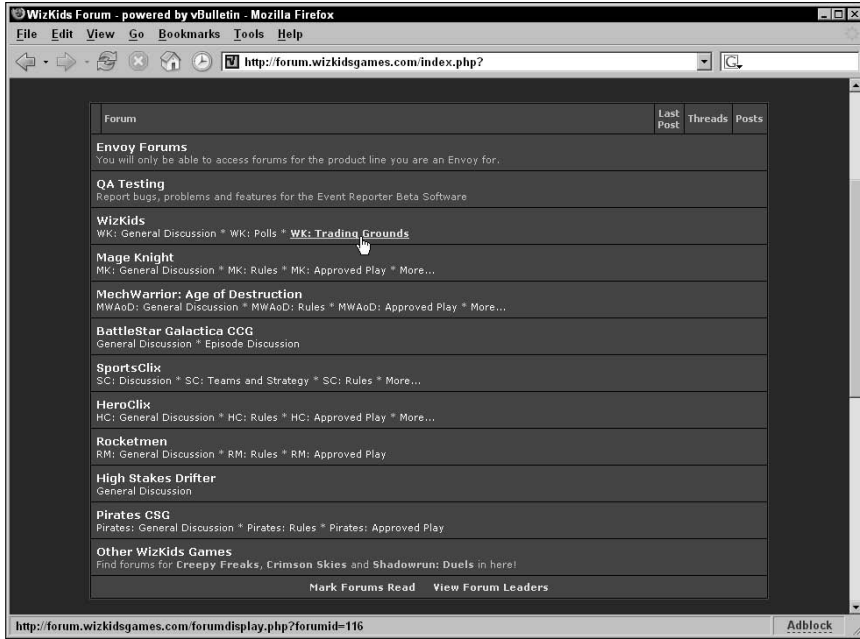 WizKids Forum - powered by vBulletin - Mozilla Firefox
File Edit View Go Bookmarks Tools Help
http://forum.wizkidsgames.com/index.php?
G
Forum Last Post Threads Posts
Envoy Forums
You will only be able to access forums for the product line you are an Envoy for.
QA Testing
Report bugs, problems and features for the Event Reporter Beta Software
WizKids
WK: General Discussion * WK: Polls * WK: Trading Grounds
Mage Knight
MK: General Discussion * MK: Rules * MK: Approved Play * More...
MechWarrior: Age of Destruction
MWAoD: General Discussion * MWAoD: Rules * MWAoD: Approved Play * More...
BattleStar Galactica CCG
General Discussion * Episode Discussion
SportsClix
SC: Discussion * SC: Teams and Strategy * SC: Rules * More...
HeroClix
HC: General Discussion * HC: Rules * HC: Approved Play * More...
Rocketmen
RM: General Discussion * RM: Rules * RM: Approved Play
High Stakes Drifter
General Discussion
Pirates CSG
Pirates: General Discussion * Pirates: Rules * Pirates: Approved Play
Other WizKids Games
Find forums for Creepy Freaks, Crimson Skies and Shadowrun: Duels in here!
Mark Forums Read View Forum Leaders
http://forum.wizkidsgames.com/forumdisplay.php?forumid=116 Adblock